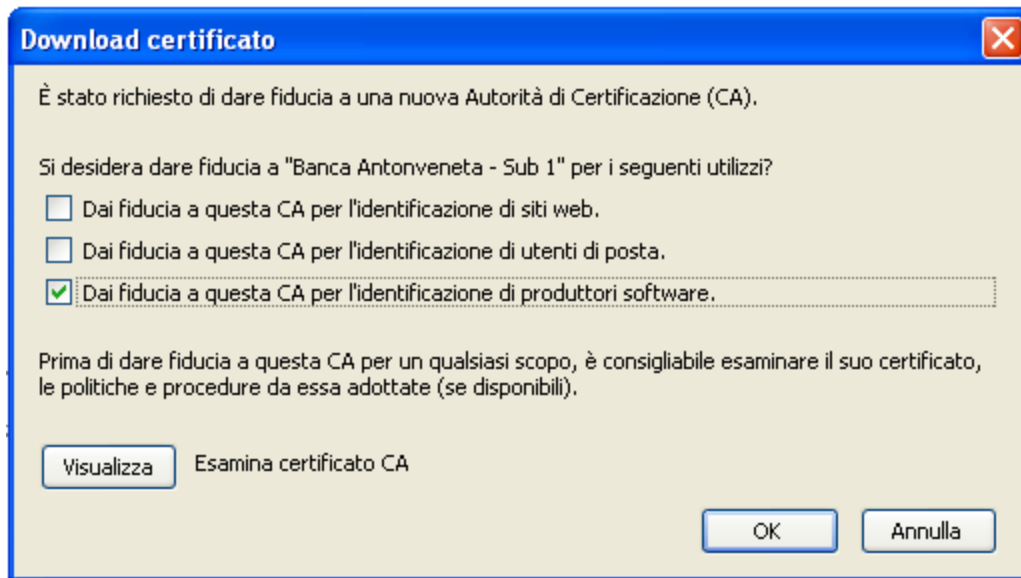 Download certificato
È stato richiesto di dare fiducia a una nuova Autorità di Certificazione (CA).
Si desidera dare fiducia a "Banca Antonveneta - Sub 1" per i seguenti utilizzi?
Dai fiducia a questa CA per l'identificazione di siti web.
Dai fiducia a questa CA per l'identificazione di utenti di posta.
Dai fiducia a questa CA per l'identificazione di produttori software.
Prima di dare fiducia a questa CA per un qualsiasi scopo, è consigliabile esaminare il suo certificato,
le politiche e procedure da essa adottate (se disponibili).
Visualizza Esamina certificato CA
OK Annulla